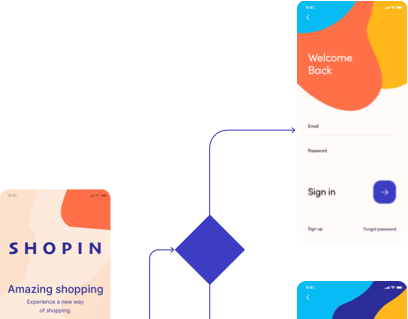 9:41
Welcome
Back
Email
Password
Sign in
Sign up
Forgot password
9:41
SHOPIN
Amazing shopping
Experience a new way
of shopping.
9:41